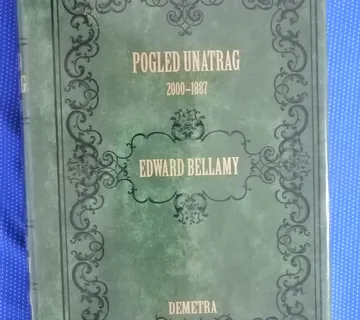 POGLED UNATRAG
2000–1887
EDWARD BELLAMY
DEMETRA